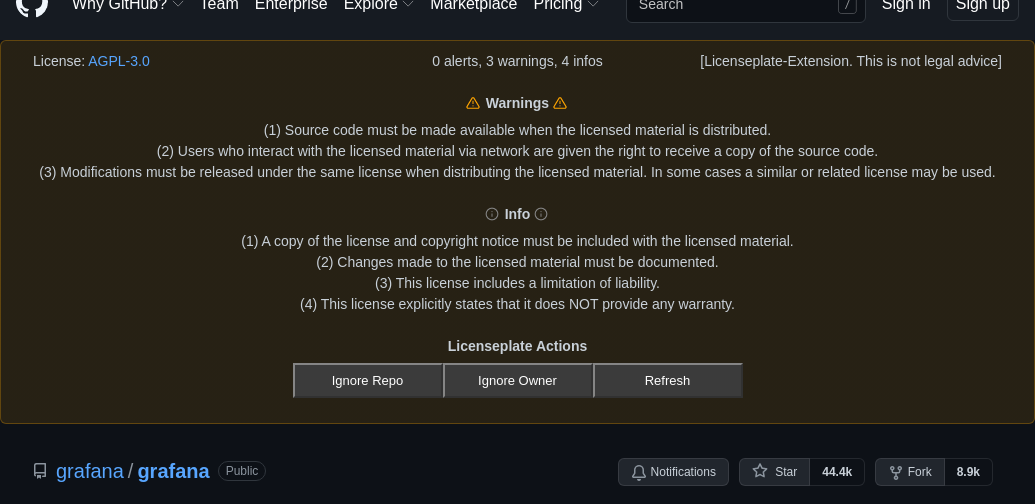 Why GitHub? Team Enterprise Explore Marketplace Pricing Search / Sign in Sign up
License: AGPL-3.0 0 alerts, 3 warnings, 4 infos [Licenseplate-Extension. This is not legal advice]
Warnings
(1) Source code must be made available when the licensed material is distributed.
(2) Users who interact with the licensed material via network are given the right to receive a copy of the source code.
(3) Modifications must be released under the same license when distributing the licensed material. In some cases a similar or related license may be used.
Info
(1) A copy of the license and copyright notice must be included with the licensed material.
(2) Changes made to the licensed material must be documented.
(3) This license includes a limitation of liability.
(4) This license explicitly states that it does NOT provide any warranty.
Licenseplate Actions
Ignore Repo Ignore Owner Refresh
grafana / grafana Public Notifications Star 44.4k Fork 8.9k